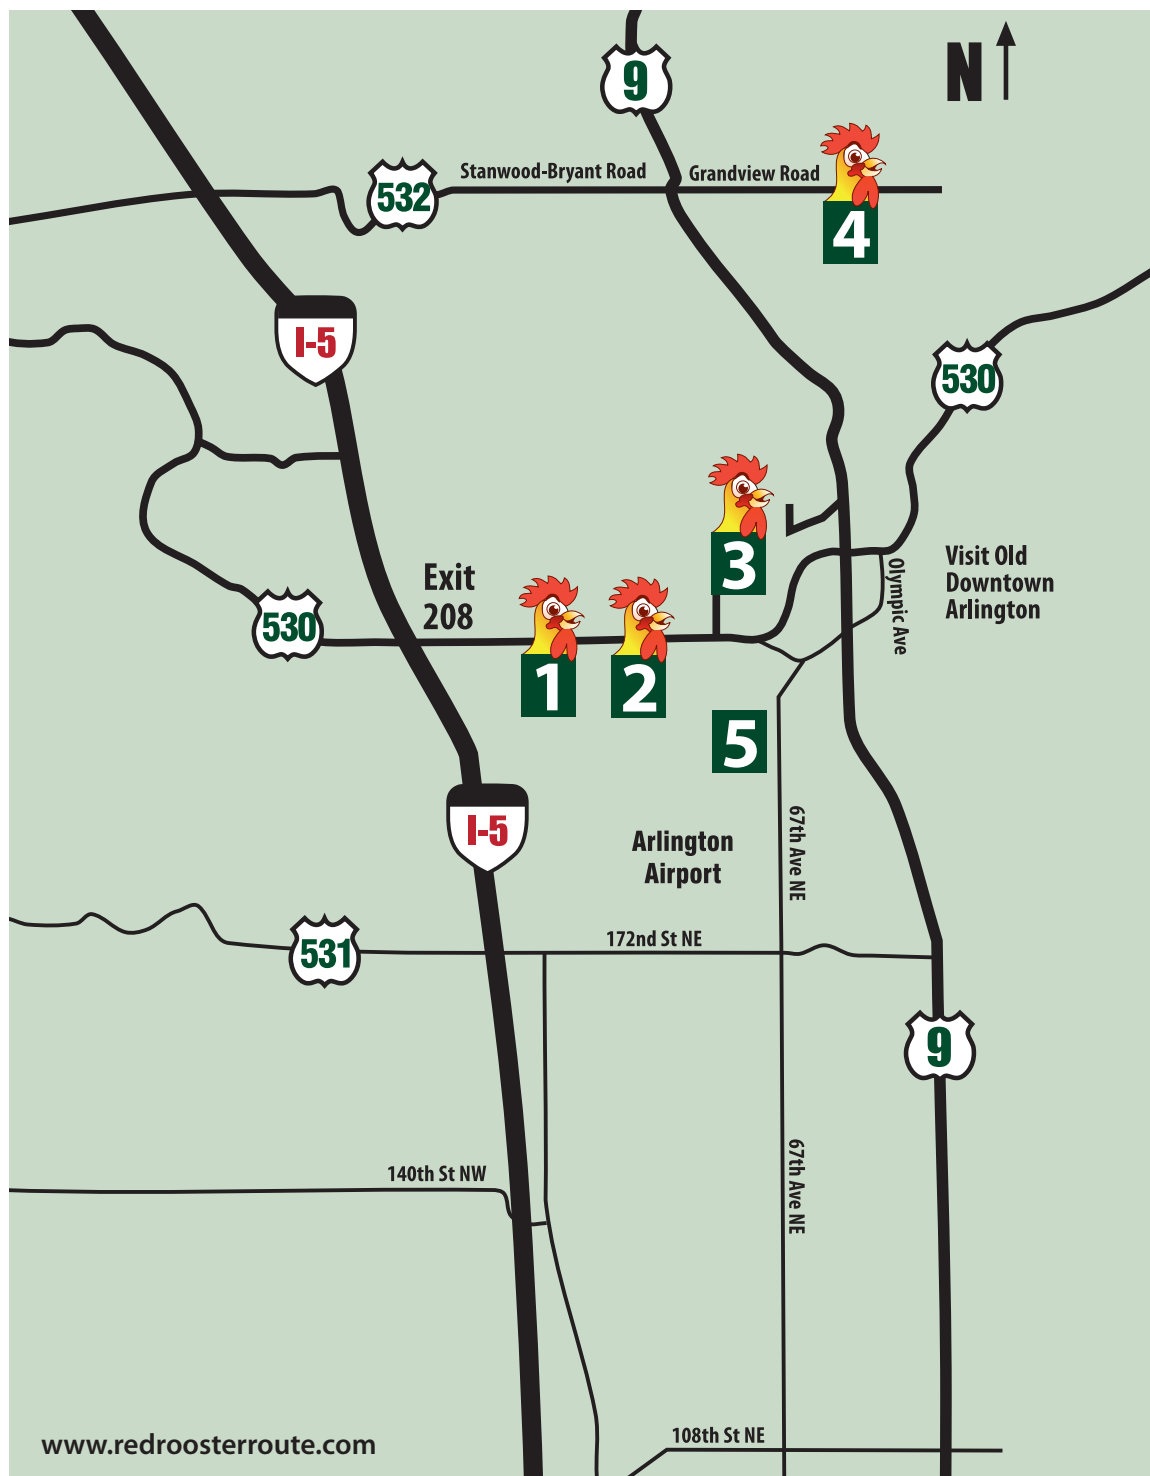 N
9
Stanwood-Bryant Road
Grandview Road
532
4
I-5
530
3
Exit
208
Visit Old
Downtown
Arlington
Olympic Ave
530
1
2
5
I-5
67th Ave NE
Arlington
Airport
172nd St NE
531
9
67th Ave NE
140th St NW
108th St NE
www.redroosterroute.com